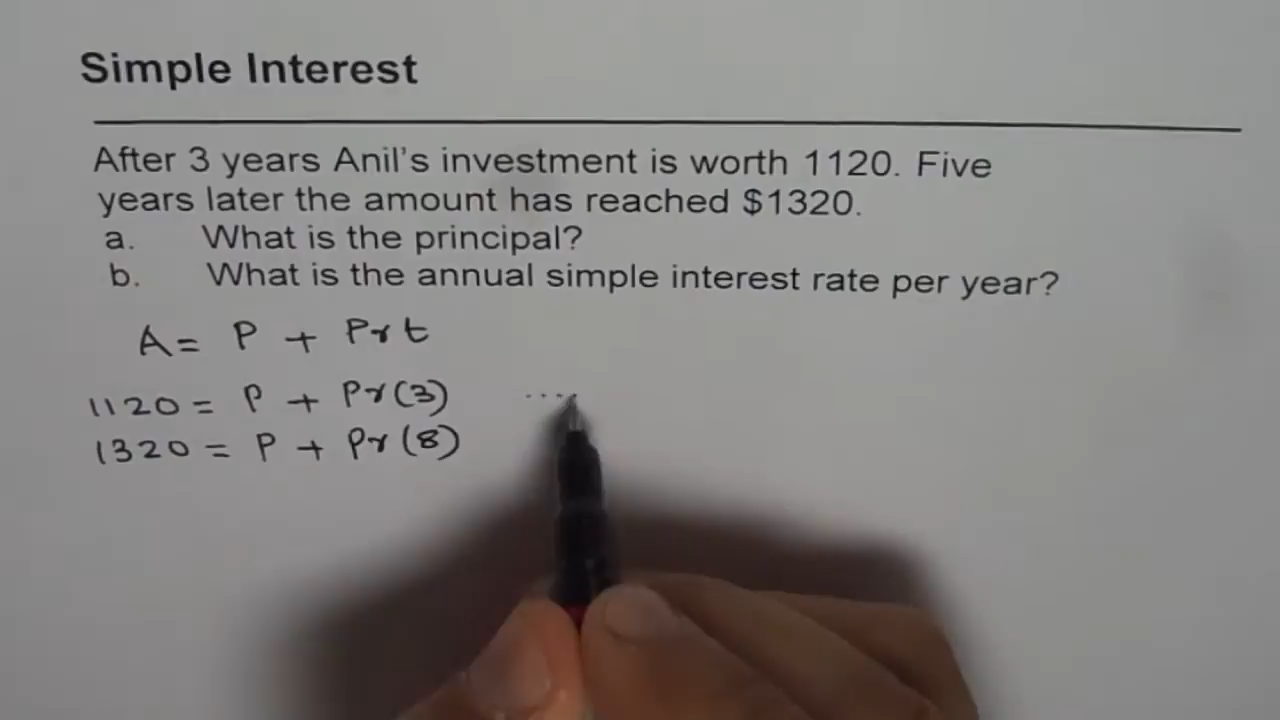 Simple Interest
After 3 years Anil's investment is worth 1120. Five
years later the amount has reached $1320.
a. What is the principal?
b. What is the annual simple interest rate per year?
A = P + Prt
1120 = P + Pr(3) ....
1320 = P + Pr(8)